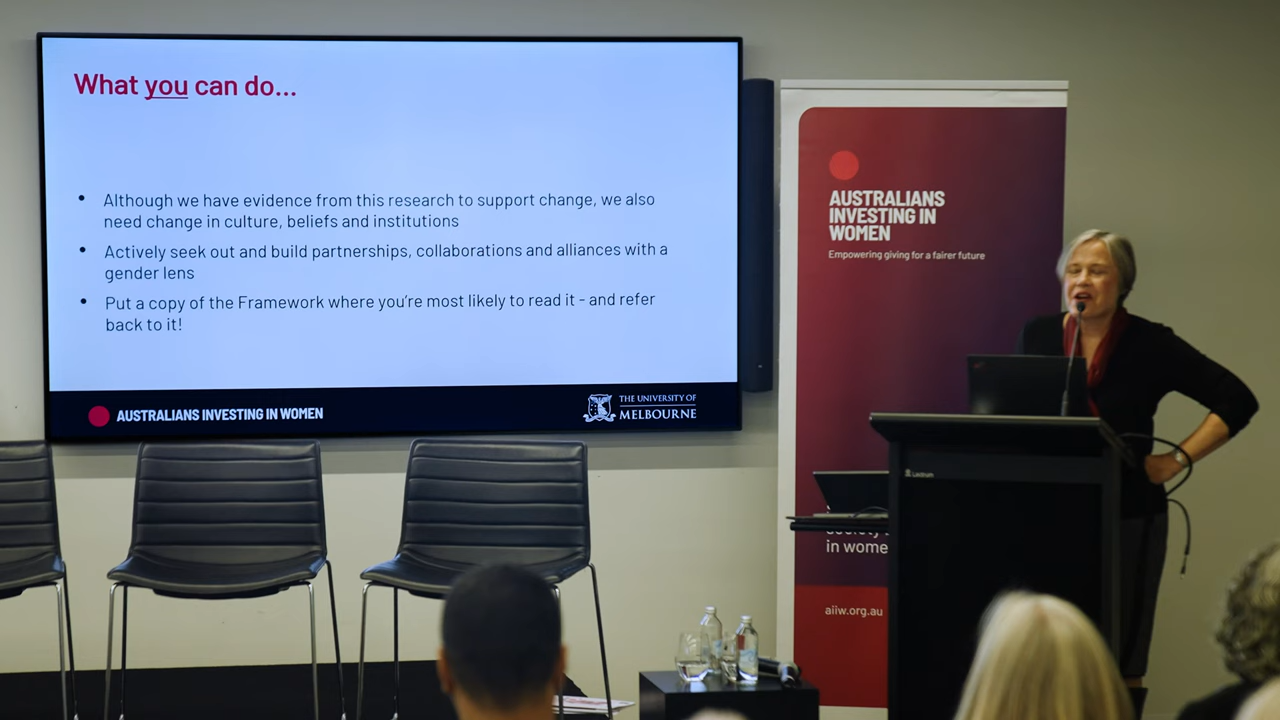 What you can do...
• Although we have evidence from this research to support change, we also
need change in culture, beliefs and institutions
• Actively seek out and build partnerships, collaborations and alliances with a
gender lens
• Put a copy of the Framework where you're most likely to read it - and refer
back to it!
AUSTRALIANS INVESTING IN WOMEN
THE UNIVERSITY OF
MELBOURNE
AUSTRALIANS
INVESTING IN
WOMEN
Empowering giving for a fairer future
society
in wome
aiiw.org.au
Lectrum